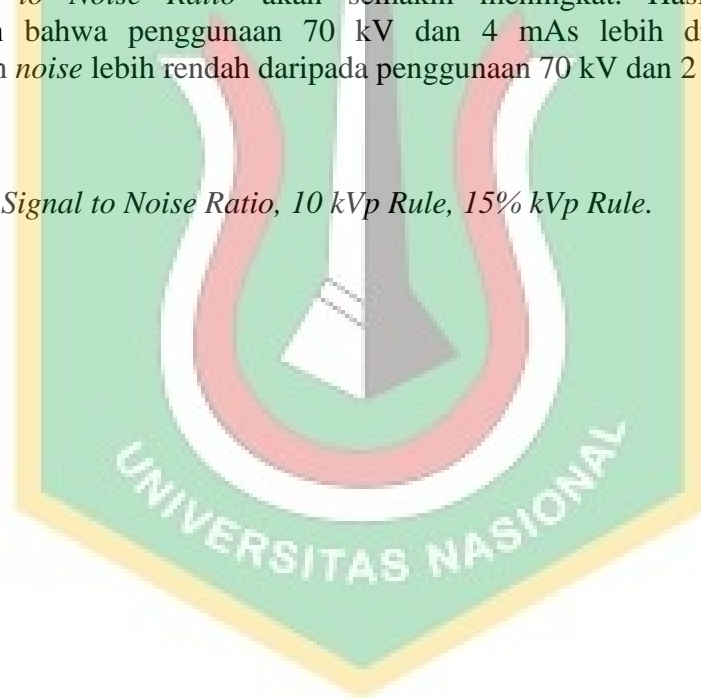 to Noise Ratio akan semakin meningkat. Has
bahwa penggunaan 70 kV dan 4 mAs lebih d
noise lebih rendah daripada penggunaan 70 kV dan 2
Signal to Noise Ratio, 10 kVp Rule, 15% kVp Rule.
UNIVERSITAS NASIONAL